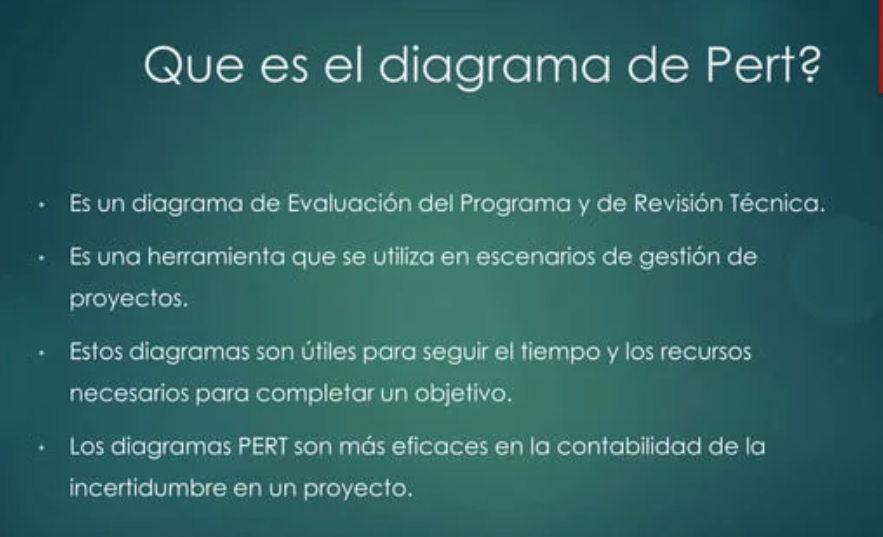 Que es el diagrama de Pert?
• Es un diagrama de Evaluación del Programa y de Revisión Técnica.
• Es una herramienta que se utiliza en escenarios de gestión de
proyectos.
• Estos diagramas son útiles para seguir el tiempo y los recursos
necesarios para completar un objetivo.
• Los diagramas PERT son más eficaces en la contabilidad de la
incertidumbre en un proyecto.